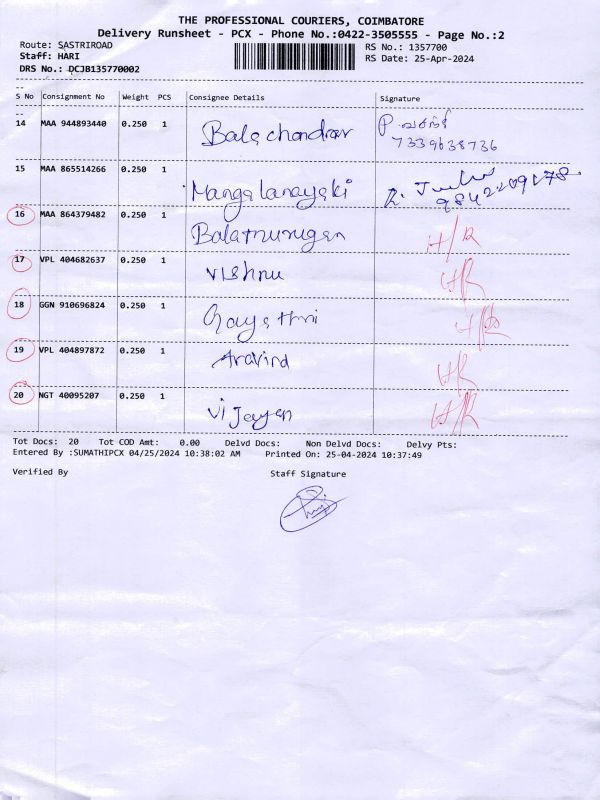 THE PROFESSIONAL COURIERS, COIMBATORE
Delivery Runsheet - PCX - Phone No.:0422-3505555 - Page No.:2
Route: SASTRIROAD RS No.: 1357700
Staff: HARI RS Date: 25-Apr-2024
DRS No.: DCJB135770002
S No Consignment No Weight PCS Consignee Details Signature
14 MAA 944893440 0.250 1 Balachandran
7339638736
15 MAA 865514266 0.250 1 Mangalanayaki
16 MAA 864379482 0.250 1 Balamurugan H/R
17 VPL 404682637 0.250 1 Vishnu H/R
18 GGN 910696824 0.250 1 Gayathri H/R
19 VPL 404897872 0.250 1 Aravind H/R
20 NGT 40095207 0.250 1 Vijayan H/R
Tot Docs: 20 Tot COD Amt: 0.00 Delvd Docs: Non Delvd Docs: Delvy Pts:
Entered By :SUMATHIPCX 04/25/2024 10:38:02 AM Printed On: 25-04-2024 10:37:49
Verified By Staff Signature